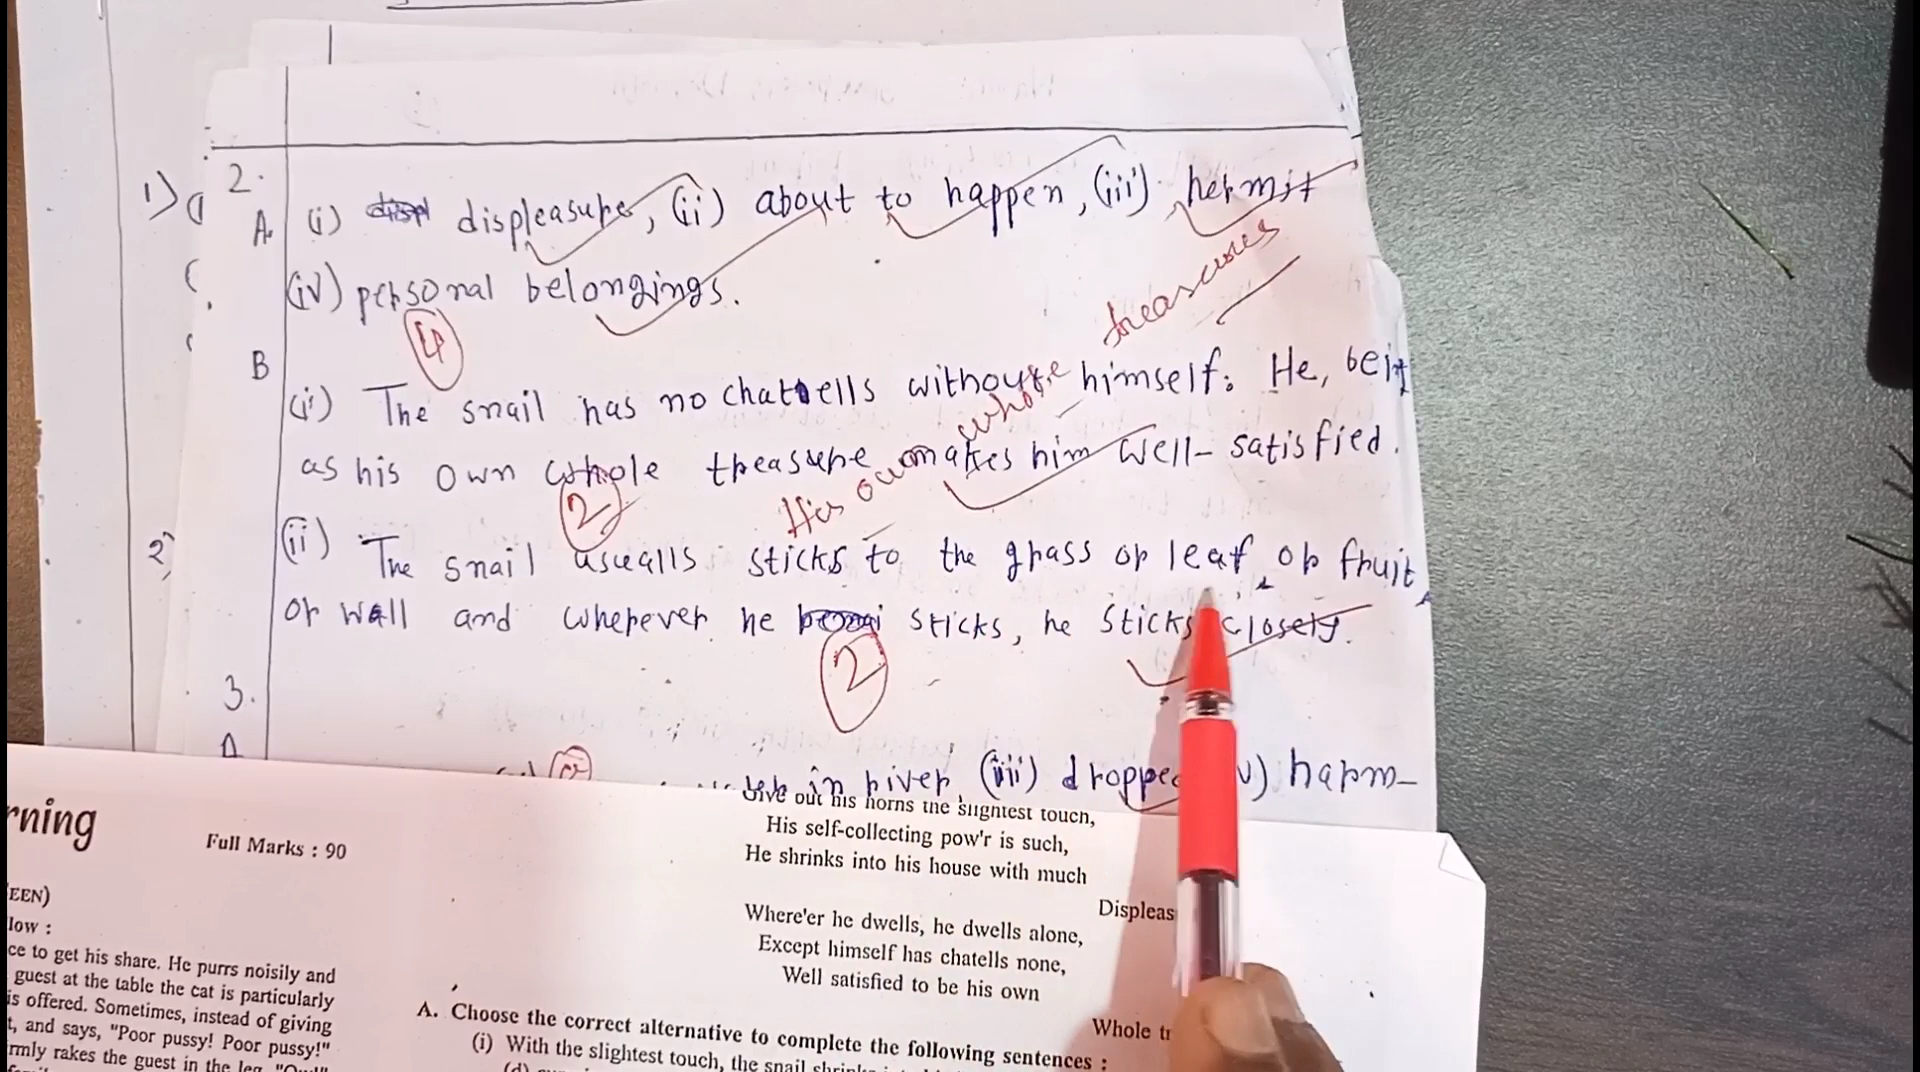 1)
2.
A. (i) displeasure, (ii) about to happen, (iii) hermit
(iv) personal belongings.
4
treasures
B
(i) The snail has no chattells without himself. He, being
whose
as his own whole treasure makes him well-satisfied.
2
His own
(ii) The snail usualls sticks to the grass or leaf or fruit
2)
or wall and wherever he sticks, he sticks closely.
2
3.
A
in river (iii) dropped harm-
rning
Full Marks : 90
EEN)
low :
ce to get his share. He purrs noisily and
guest at the table the cat is particularly
is offered. Sometimes, instead of giving
t, and says, "Poor pussy! Poor pussy!"
rmly rakes the guest in the leg.
Give out his horns the slightest touch,
His self-collecting pow'r is such,
He shrinks into his house with much
Displeas
Where'er he dwells, he dwells alone,
Except himself has chatells none,
Well satisfied to be his own
Whole tr
A. Choose the correct alternative to complete the following sentences :
(i) With the slightest touch, the snail
(d)